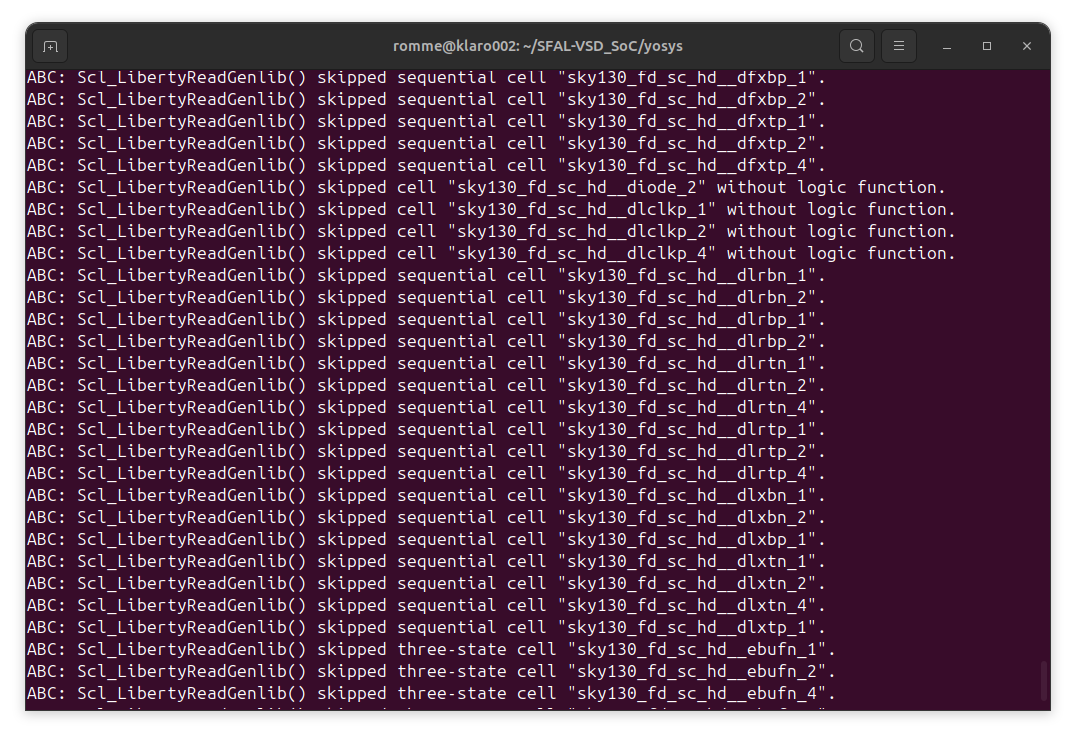 romme@klaro002: ~/SFAL-VSD_SoC/yosys
ABC: Scl_LibertyReadGenlib() skipped sequential cell "sky130_fd_sc_hd__dfxbp_1".
ABC: Scl_LibertyReadGenlib() skipped sequential cell "sky130_fd_sc_hd__dfxbp_2".
ABC: Scl_LibertyReadGenlib() skipped sequential cell "sky130_fd_sc_hd__dfxtp_1".
ABC: Scl_LibertyReadGenlib() skipped sequential cell "sky130_fd_sc_hd__dfxtp_2".
ABC: Scl_LibertyReadGenlib() skipped sequential cell "sky130_fd_sc_hd__dfxtp_4".
ABC: Scl_LibertyReadGenlib() skipped cell "sky130_fd_sc_hd__diode_2" without logic function.
ABC: Scl_LibertyReadGenlib() skipped cell "sky130_fd_sc_hd__dlclkp_1" without logic function.
ABC: Scl_LibertyReadGenlib() skipped cell "sky130_fd_sc_hd__dlclkp_2" without logic function.
ABC: Scl_LibertyReadGenlib() skipped cell "sky130_fd_sc_hd__dlclkp_4" without logic function.
ABC: Scl_LibertyReadGenlib() skipped sequential cell "sky130_fd_sc_hd__dlrbn_1".
ABC: Scl_LibertyReadGenlib() skipped sequential cell "sky130_fd_sc_hd__dlrbn_2".
ABC: Scl_LibertyReadGenlib() skipped sequential cell "sky130_fd_sc_hd__dlrbp_1".
ABC: Scl_LibertyReadGenlib() skipped sequential cell "sky130_fd_sc_hd__dlrbp_2".
ABC: Scl_LibertyReadGenlib() skipped sequential cell "sky130_fd_sc_hd__dlrtn_1".
ABC: Scl_LibertyReadGenlib() skipped sequential cell "sky130_fd_sc_hd__dlrtn_2".
ABC: Scl_LibertyReadGenlib() skipped sequential cell "sky130_fd_sc_hd__dlrtn_4".
ABC: Scl_LibertyReadGenlib() skipped sequential cell "sky130_fd_sc_hd__dlrtp_1".
ABC: Scl_LibertyReadGenlib() skipped sequential cell "sky130_fd_sc_hd__dlrtp_2".
ABC: Scl_LibertyReadGenlib() skipped sequential cell "sky130_fd_sc_hd__dlrtp_4".
ABC: Scl_LibertyReadGenlib() skipped sequential cell "sky130_fd_sc_hd__dlxbn_1".
ABC: Scl_LibertyReadGenlib() skipped sequential cell "sky130_fd_sc_hd__dlxbn_2".
ABC: Scl_LibertyReadGenlib() skipped sequential cell "sky130_fd_sc_hd__dlxbp_1".
ABC: Scl_LibertyReadGenlib() skipped sequential cell "sky130_fd_sc_hd__dlxtn_1".
ABC: Scl_LibertyReadGenlib() skipped sequential cell "sky130_fd_sc_hd__dlxtn_2".
ABC: Scl_LibertyReadGenlib() skipped sequential cell "sky130_fd_sc_hd__dlxtn_4".
ABC: Scl_LibertyReadGenlib() skipped sequential cell "sky130_fd_sc_hd__dlxtp_1".
ABC: Scl_LibertyReadGenlib() skipped three-state cell "sky130_fd_sc_hd__ebufn_1".
ABC: Scl_LibertyReadGenlib() skipped three-state cell "sky130_fd_sc_hd__ebufn_2".
ABC: Scl_LibertyReadGenlib() skipped three-state cell "sky130_fd_sc_hd__ebufn_4".